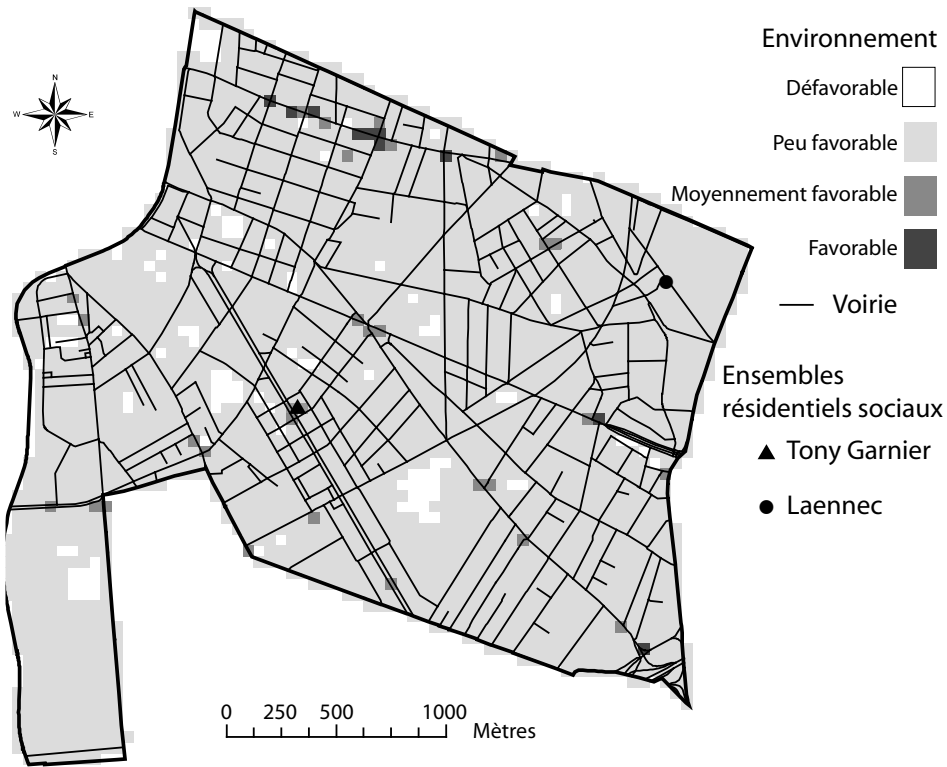 N
W
E
S
Environnement
Défavorable
Peu favorable
Moyennement favorable
Favorable
Voirie
Ensembles
résidentiels sociaux
Tony Garnier
Laennec
0 250 500 1000
Mètres